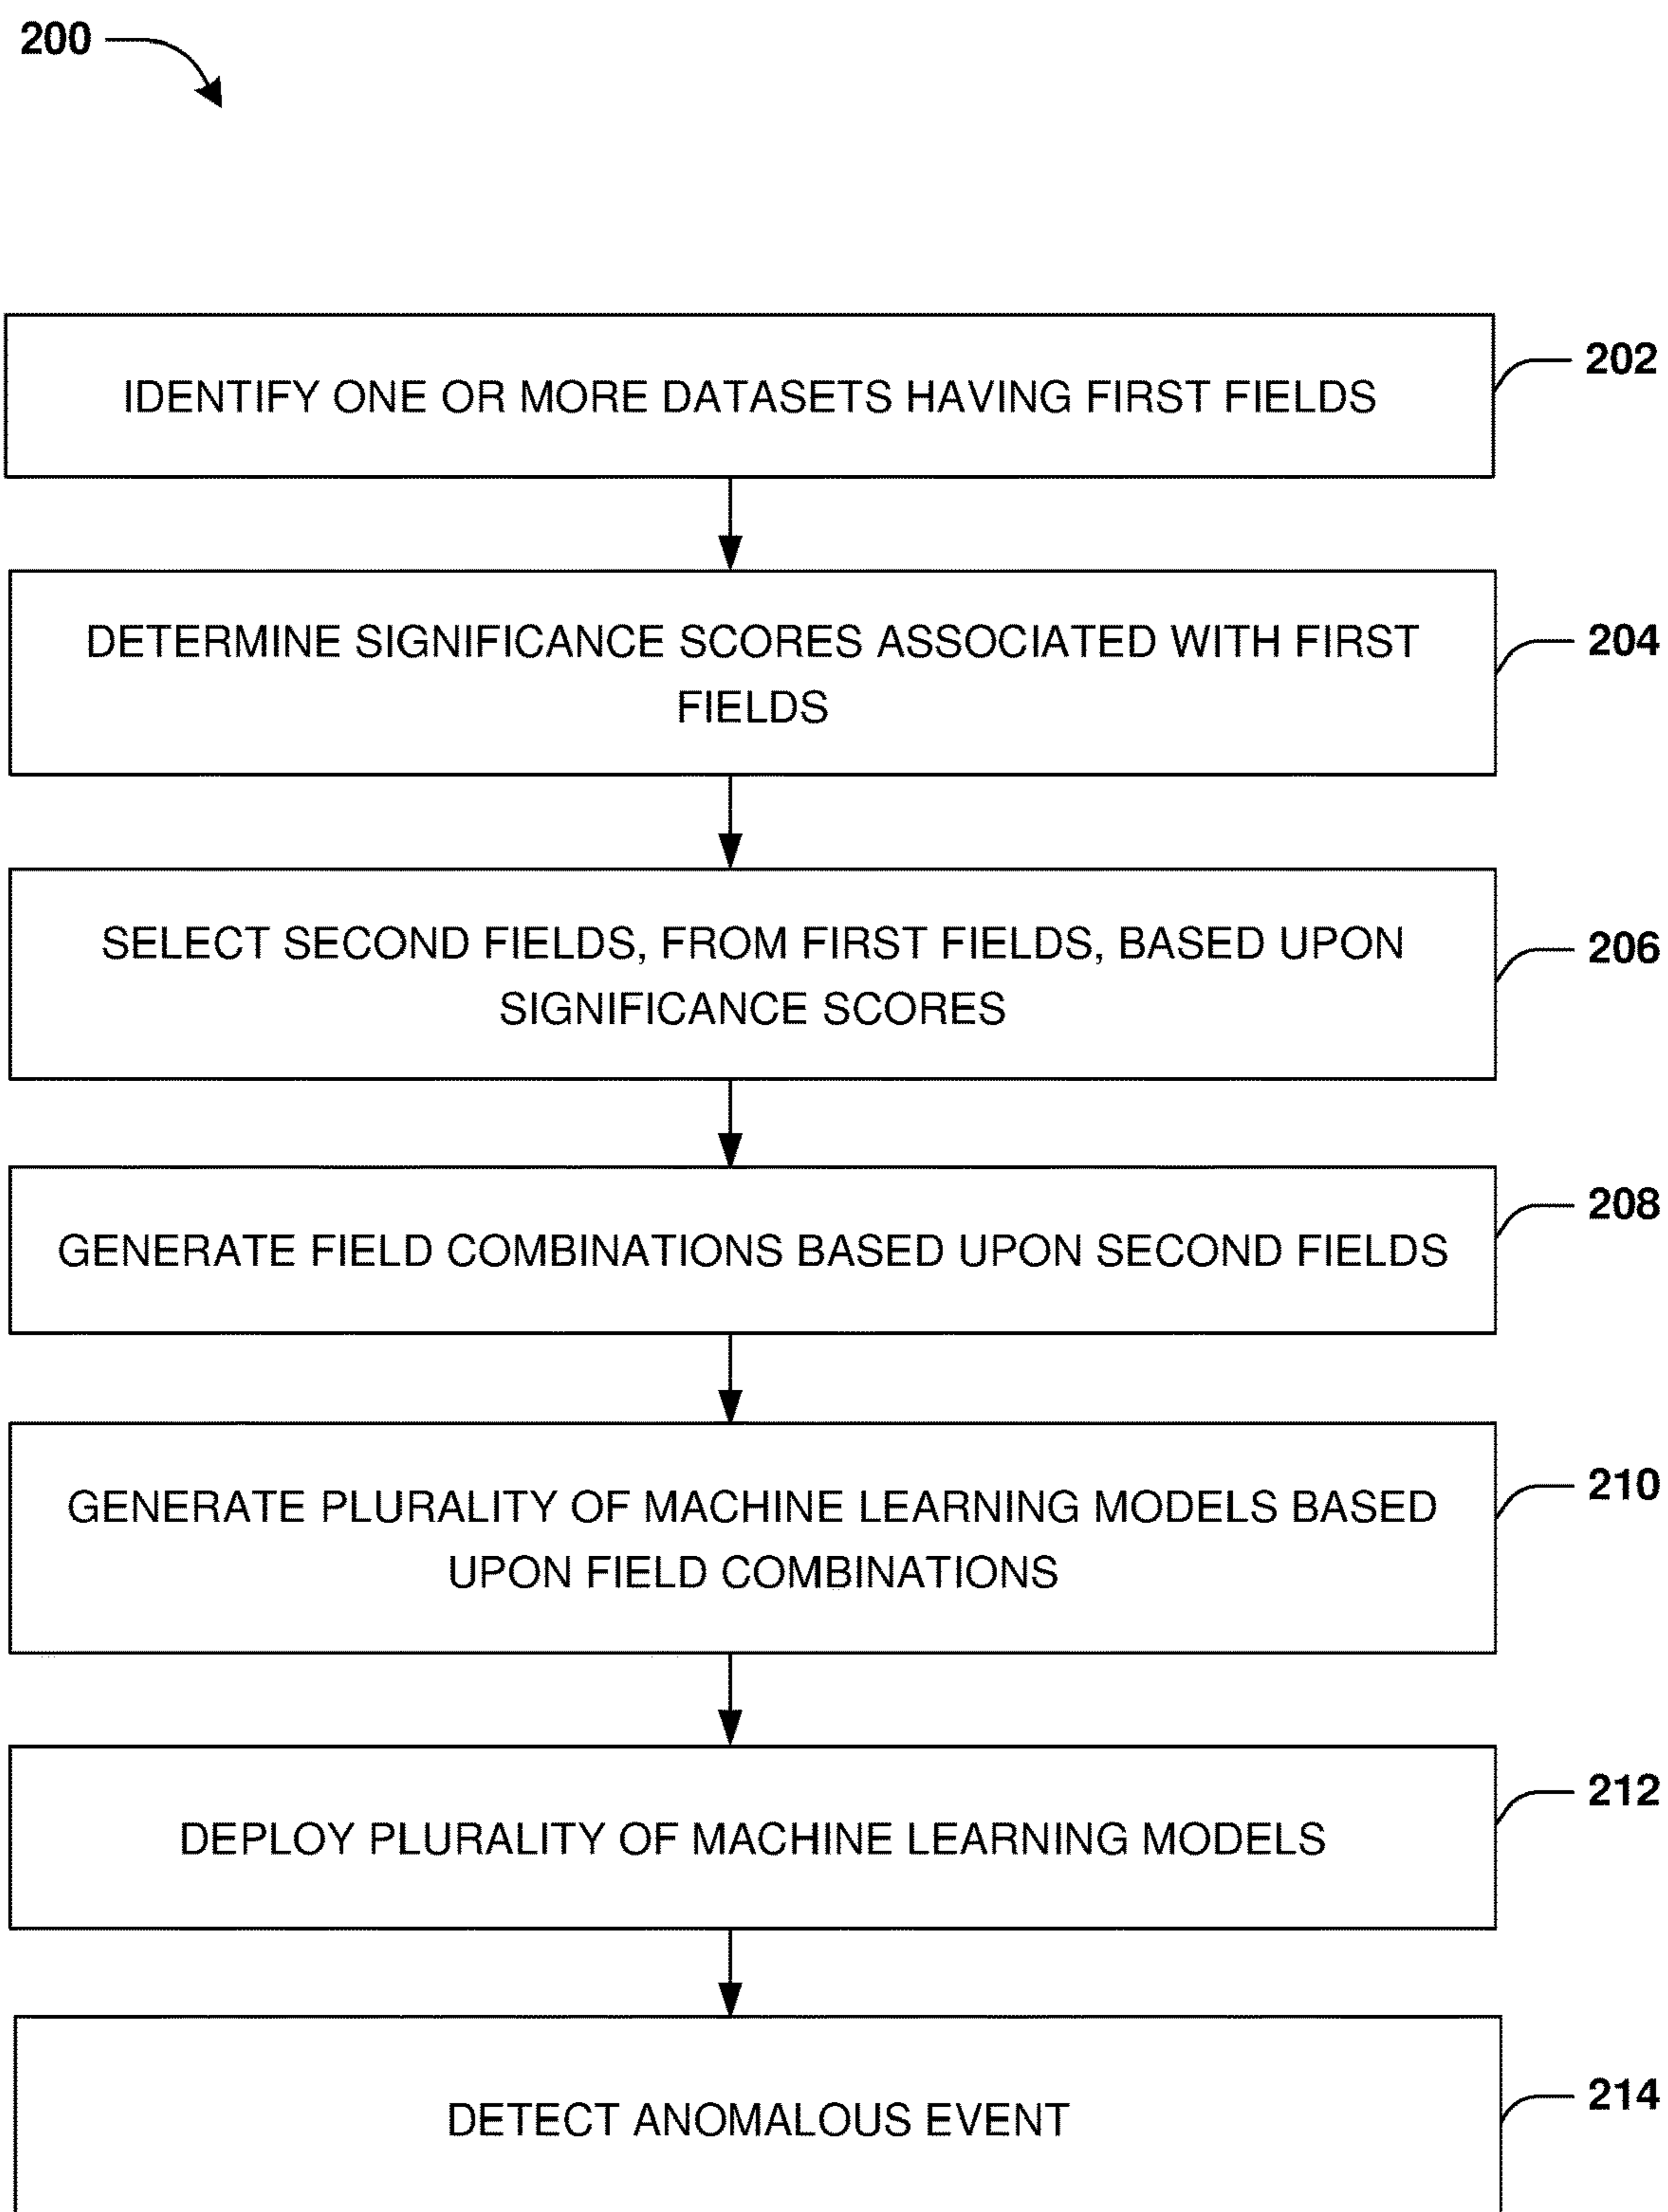 200
IDENTIFY ONE OR MORE DATASETS HAVING FIRST FIELDS
202
DETERMINE SIGNIFICANCE SCORES ASSOCIATED WITH FIRST
FIELDS
204
SELECT SECOND FIELDS, FROM FIRST FIELDS, BASED UPON
SIGNIFICANCE SCORES
206
GENERATE FIELD COMBINATIONS BASED UPON SECOND FIELDS
208
GENERATE PLURALITY OF MACHINE LEARNING MODELS BASED
UPON FIELD COMBINATIONS
210
DEPLOY PLURALITY OF MACHINE LEARNING MODELS
212
DETECT ANOMALOUS EVENT
214